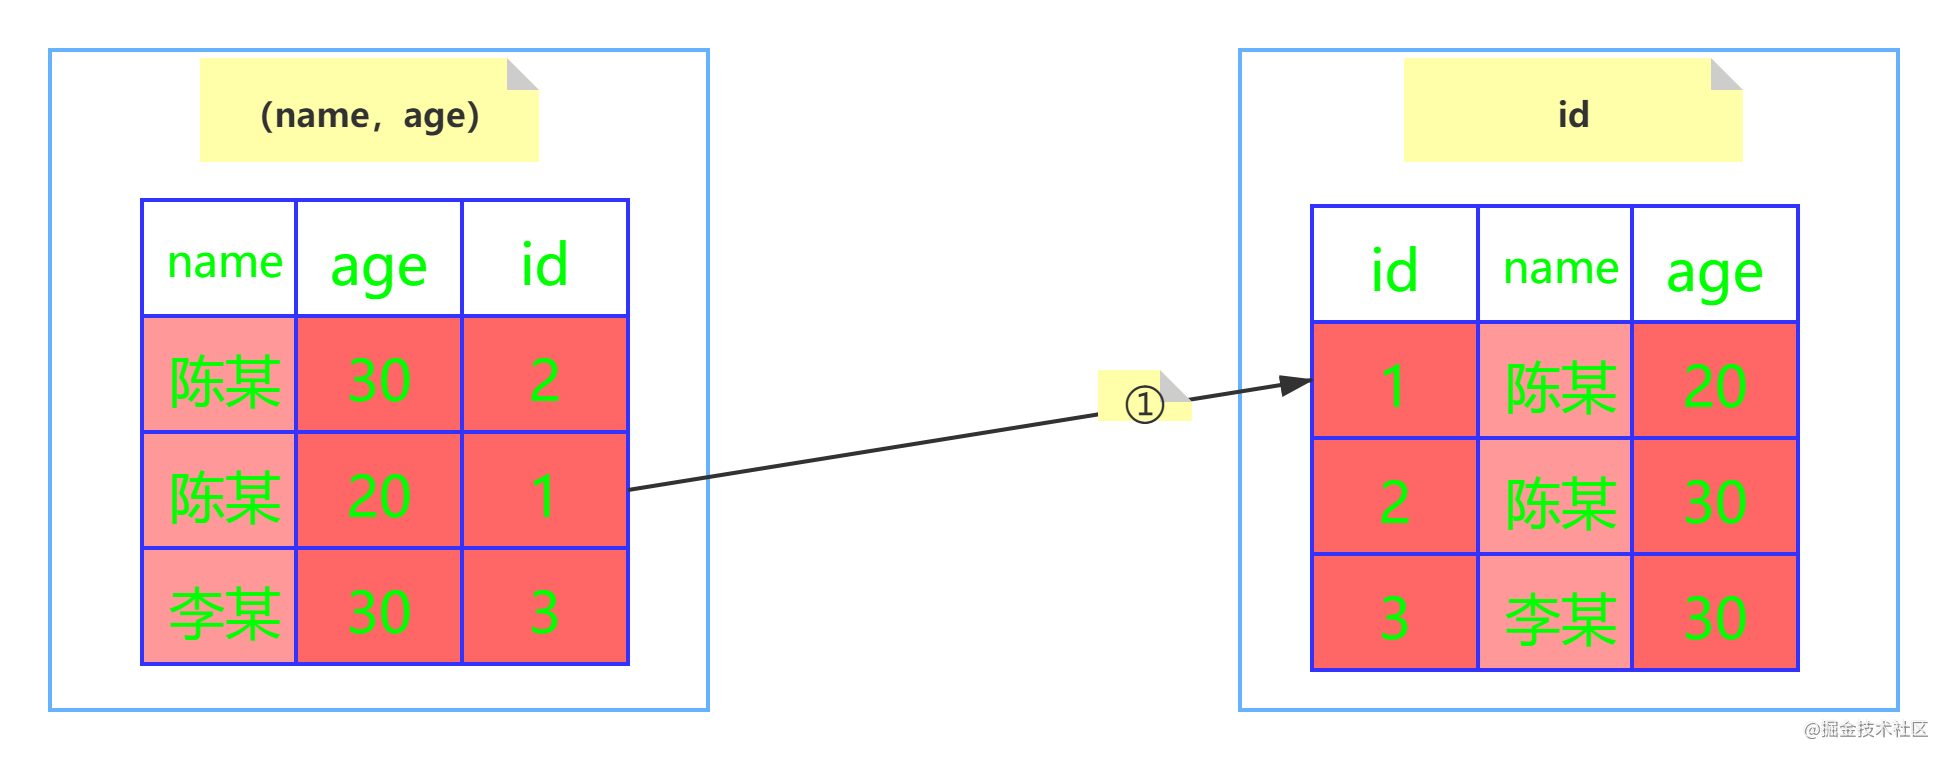 (name，age)
name age id
陈某 30 2
陈某 20 1
李某 30 3
①
id
id name age
1 陈某 20
2 陈某 30
3 李某 30
@掘金技术社区